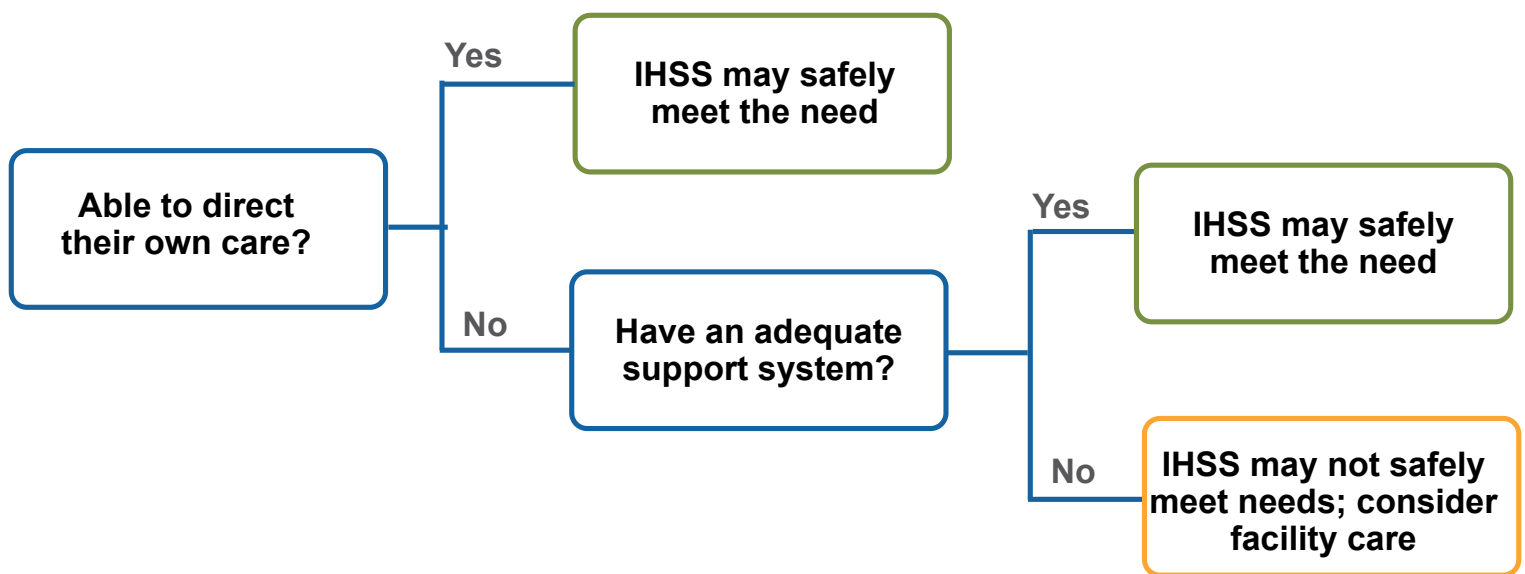 Able to direct
their own care?
Yes
IHSS may safely
meet the need
No
Have an adequate
support system?
Yes
IHSS may safely
meet the need
No
IHSS may not safely
meet needs; consider
facility care